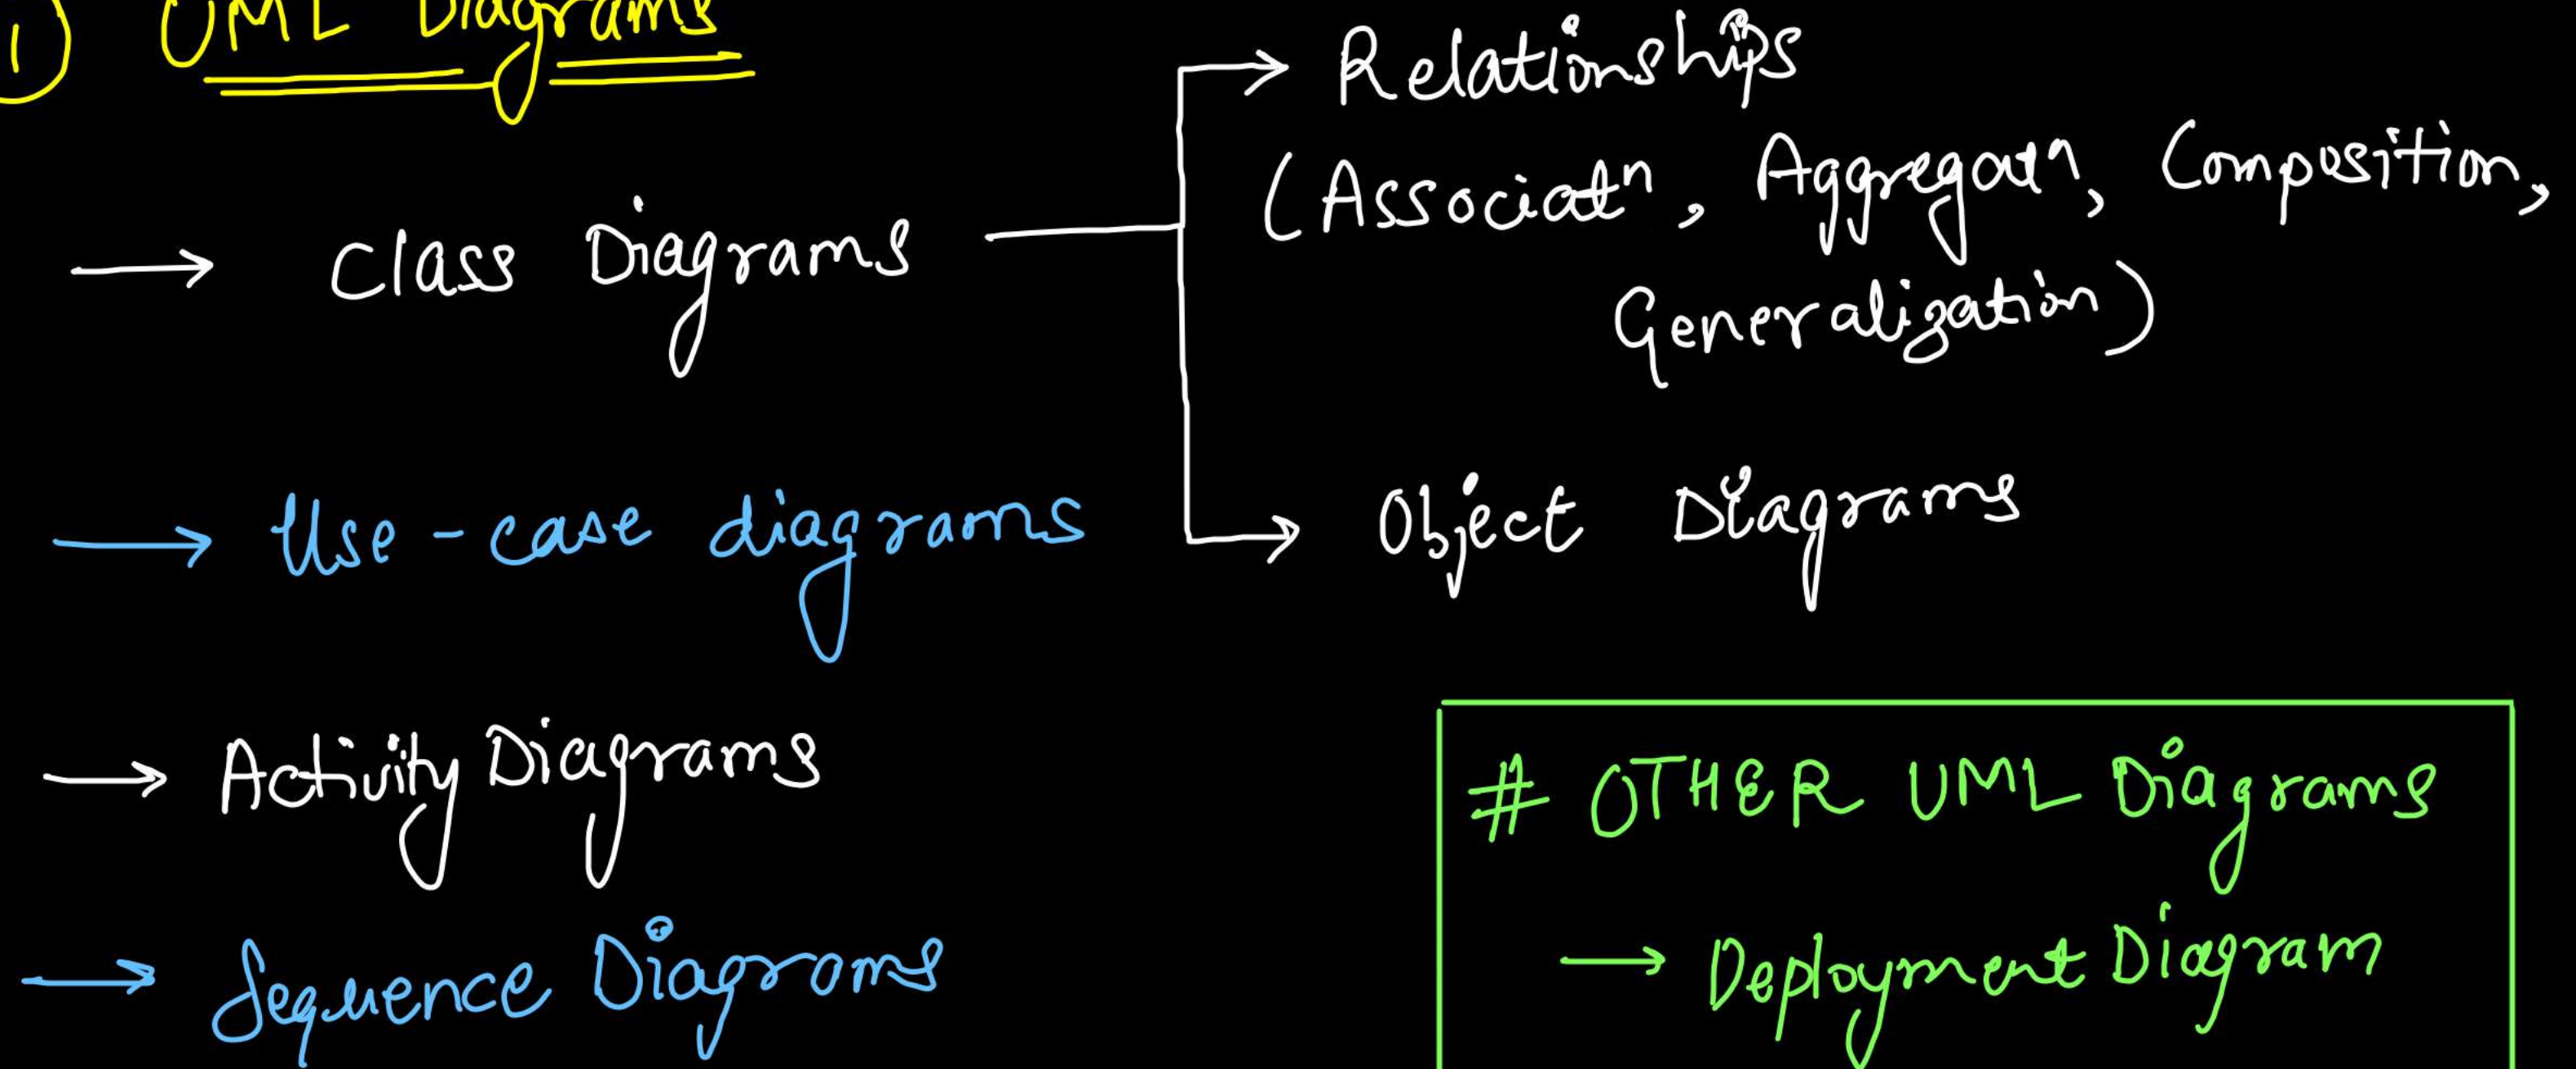 1) UML Diagrams
→ Class Diagrams
→ Relationships
(Associatⁿ, Aggregatⁿ, Composition,
Generalization)
→ Object Diagrams
→ Use-case diagrams
→ Activity Diagrams
→ Sequence Diagrams
# OTHER UML Diagrams
→ Deployment Diagram